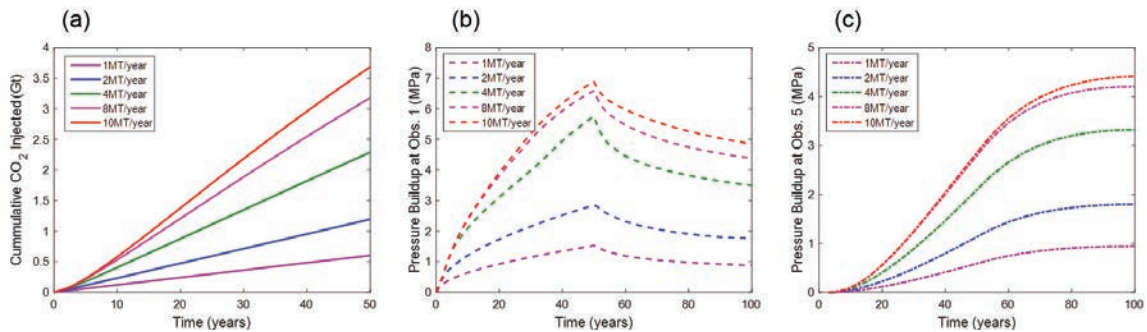 (a)
Cummulative CO2 Injected (Gt)
4
3.5
3
2.5
2
1.5
1
0.5
0
1MT/year
2MT/year
4MT/year
8MT/year
10MT/year
10 20 30 40 50
Time (years)
(b)
Pressure Buildup at Obs. 1 (MPa)
8
7
6
5
4
3
2
1
0
1MT/year
2MT/year
4MT/year
8MT/year
10MT/year
0 20 40 60 80 100
Time (years)
(c)
Pressure Buildup at Obs. 5 (MPa)
5
4
3
2
1
0
1MT/year
2MT/year
4MT/year
8MT/year
10MT/year
0 20 40 60 80 100
Time (years)